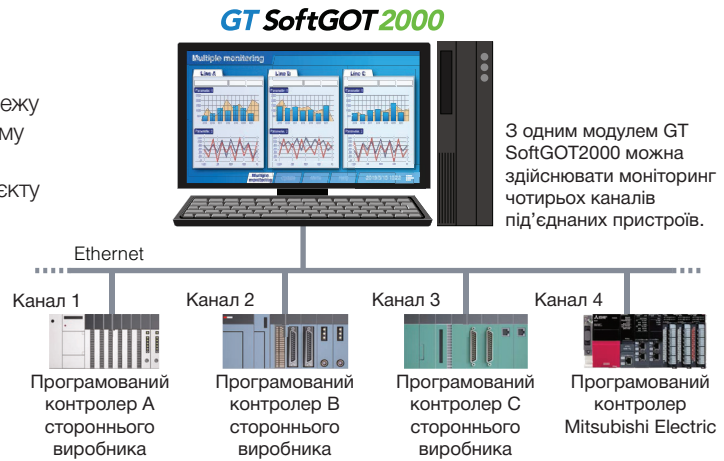 GT SoftGOT2000
Multiple monitoring
Line A
Line B
Line C
З одним модулем GT
SoftGOT2000 можна
здійснювати моніторинг
чотирьох каналів
під’єднаних пристроїв.
Ethernet
Канал 1
Канал 2
Канал 3
Канал 4
Програмований
контролер A
стороннього
виробника
Програмований
контролер B
стороннього
виробника
Програмований
контролер C
стороннього
виробника
Програмований
контролер
Mitsubishi Electric